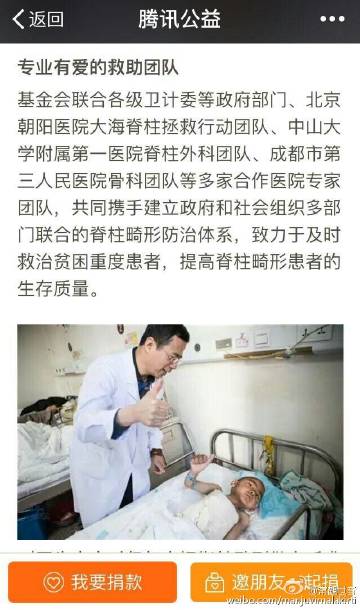 返回
腾讯公益
专业有爱的救助团队
基金会联合各级卫计委等政府部门、北京
朝阳医院大海脊柱拯救行动团队、中山大
学附属第一医院脊柱外科团队、成都市第
三人民医院骨科团队等多家合作医院专家
团队，共同携手建立政府和社会组织多部
门联合的脊柱畸形防治体系，致力于及时
救治贫困重度患者，提高脊柱畸形患者的
生存质量。
我要捐款
邀朋友一起捐